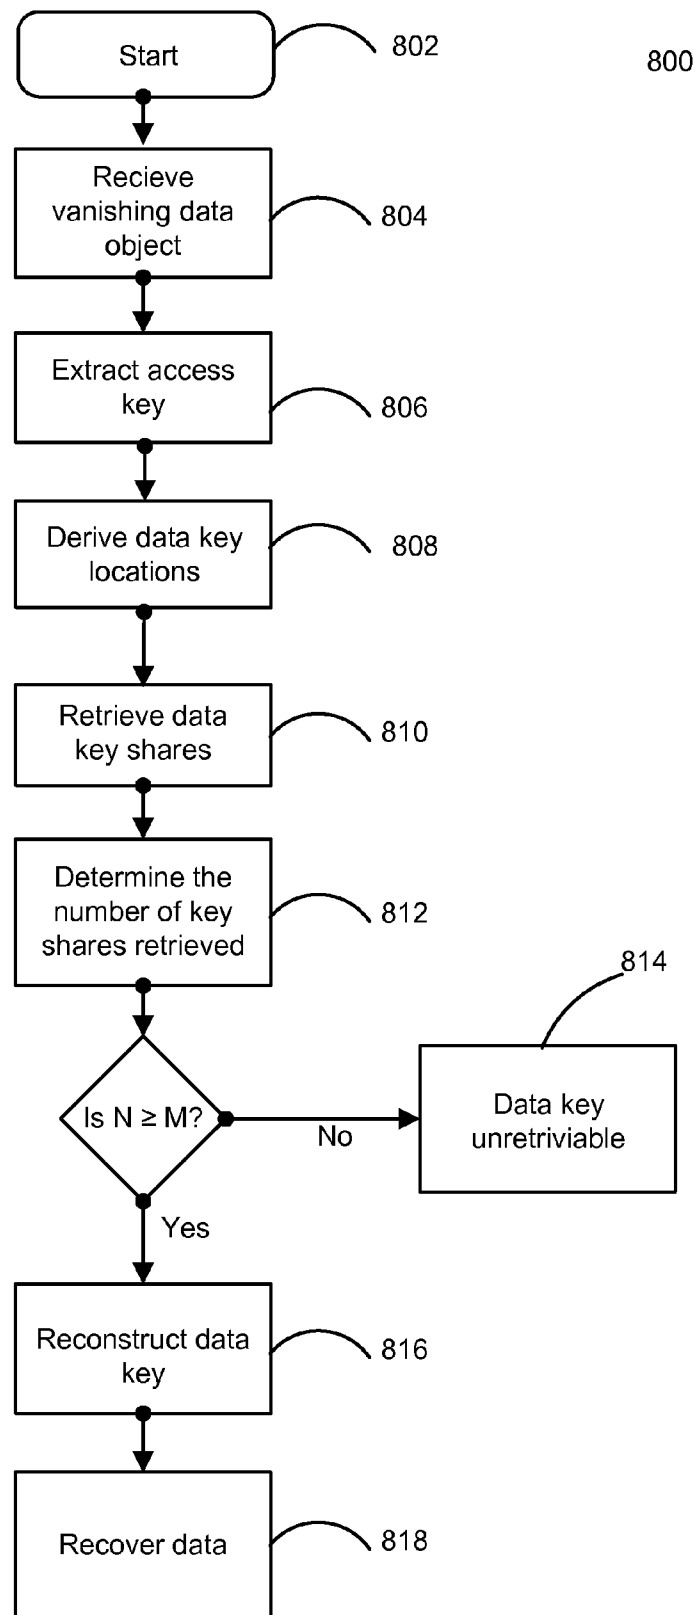 Start
802
800
Recieve
vanishing data
object
804
Extract access
key
806
Derive data key
locations
808
Retrieve data
key shares
810
Determine the
number of key
shares retrieved
812
814
Is N ≥ M?
No
Data key
unretriviable
Yes
Reconstruct data
key
816
Recover data
818